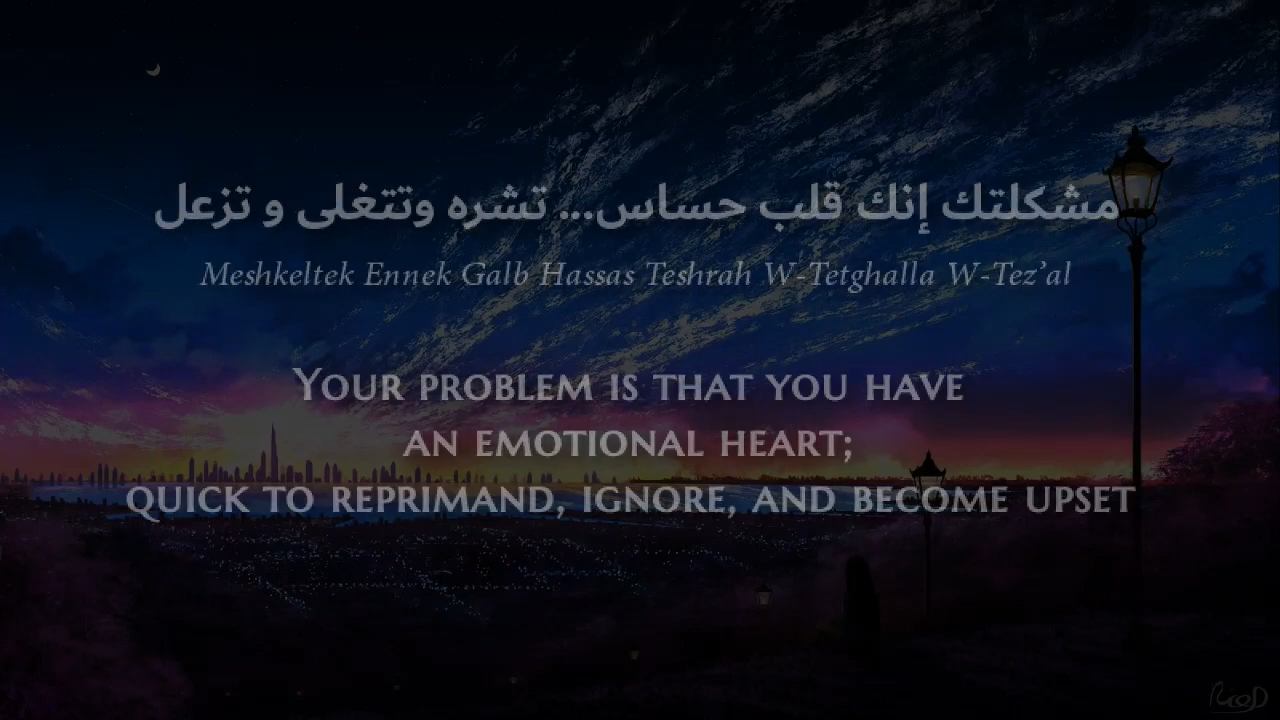 مشكلتك إنك قلب حساس... تشره وتتغلى و تزعل
Meshkeltek Ennek Galb Hassas Teshrah W-Tetghalla W-Tez’al
Your problem is that you have
an emotional heart;
quick to reprimand, ignore, and become upset